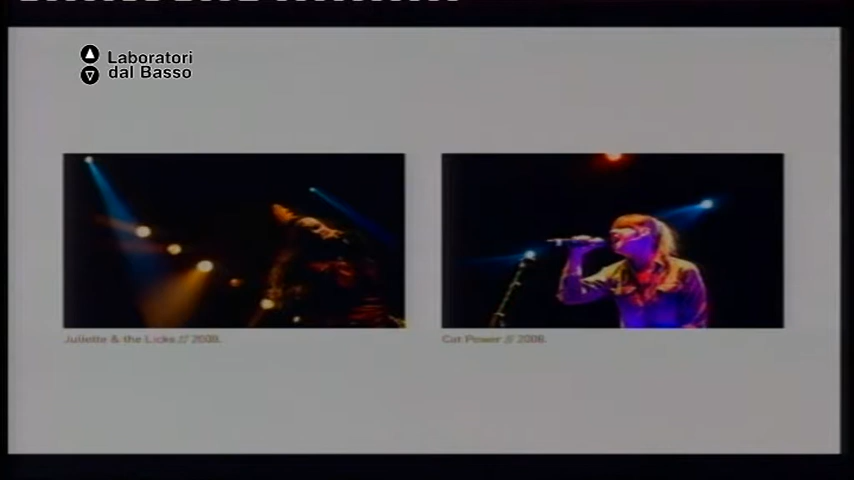 Laboratori
dal Basso
Juliette & the Licks // 2008.
Cat Power // 2008.